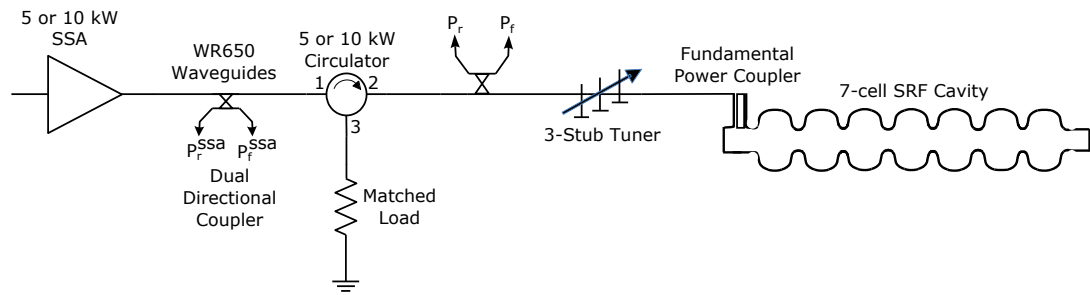 5 or 10 kW
SSA
WR650
Waveguides
P_r^ssa P_f^ssa
Dual
Directional
Coupler
5 or 10 kW
Circulator
1 2
3
Matched
Load
P_r P_f
3-Stub Tuner
Fundamental
Power Coupler
7-cell SRF Cavity